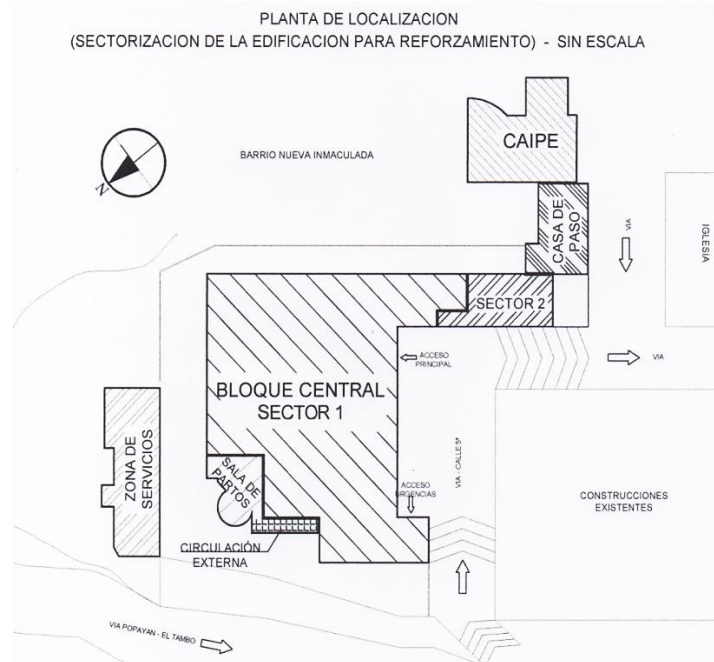 PLANTA DE LOCALIZACION
(SECTORIZACION DE LA EDIFICACION PARA REFORZAMIENTO) - SIN ESCALA
CAIPE
BARRIO NUEVA INMACULADA
N
CASA DE
PASO
VIA
IGLESIA
SECTOR 2
ACCESO
PRINCIPAL
VIA
BLOQUE CENTRAL
SECTOR 1
ZONA DE
SERVICIOS
SALA DE
PARTOS
VIA - CALLE 5ª
ACCESO
URGENCIAS
CONSTRUCCIONES
EXISTENTES
CIRCULACIÓN
EXTERNA
VIA POPAYAN - EL TAMBO